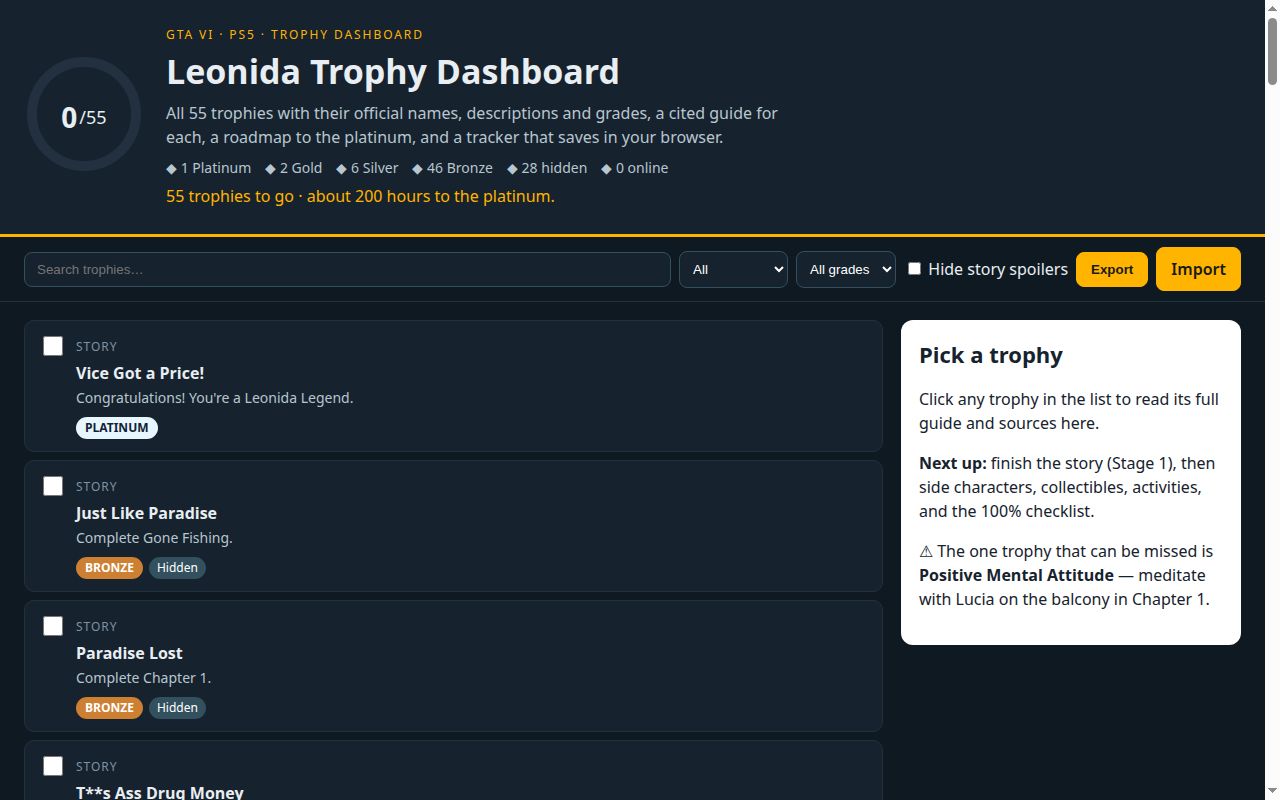 GTA VI · PS5 · TROPHY DASHBOARD
Leonida Trophy Dashboard
0/55
All 55 trophies with their official names, descriptions and grades, a cited guide for
each, a roadmap to the platinum, and a tracker that saves in your browser.
◆ 1 Platinum ◆ 2 Gold ◆ 6 Silver ◆ 46 Bronze ◆ 28 hidden ◆ 0 online
55 trophies to go · about 200 hours to the platinum.
Search trophies… All All grades Hide story spoilers Export Import
STORY
Vice Got a Price!
Congratulations! You're a Leonida Legend.
PLATINUM
STORY
Just Like Paradise
Complete Gone Fishing.
BRONZE Hidden
STORY
Paradise Lost
Complete Chapter 1.
BRONZE Hidden
STORY
T**s Ass Drug Money
Pick a trophy
Click any trophy in the list to read its full
guide and sources here.
Next up: finish the story (Stage 1), then
side characters, collectibles, activities,
and the 100% checklist.
⚠ The one trophy that can be missed is
Positive Mental Attitude — meditate
with Lucia on the balcony in Chapter 1.